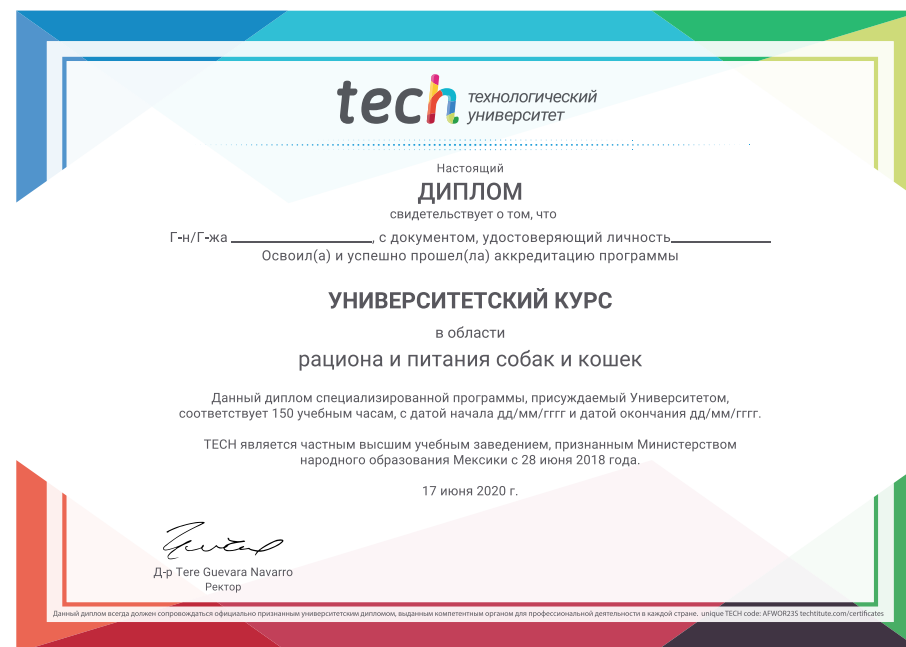 tech технологический
университет
Настоящий
ДИПЛОМ
свидетельствует о том, что
Г-н/Г-жа ____________________, с документом, удостоверяющий личность______________
Освоил(а) и успешно прошел(ла) аккредитацию программы
УНИВЕРСИТЕТСКИЙ КУРС
в области
рациона и питания собак и кошек
Данный диплом специализированной программы, присуждаемый Университетом,
соответствует 150 учебным часам, с датой начала дд/мм/гггг и датой окончания дд/мм/гггг.
TECH является частным высшим учебным заведением, признанным Министерством
народного образования Мексики с 28 июня 2018 года.
17 июня 2020 г.
Д-р Tere Guevara Navarro
Ректор
Данный диплом всегда должен сопровождаться официально признанным университетским дипломом, выданным компетентным органом для профессиональной деятельности в каждой стране. unique TECH code: AFWOR23S techtitute.com/certificates